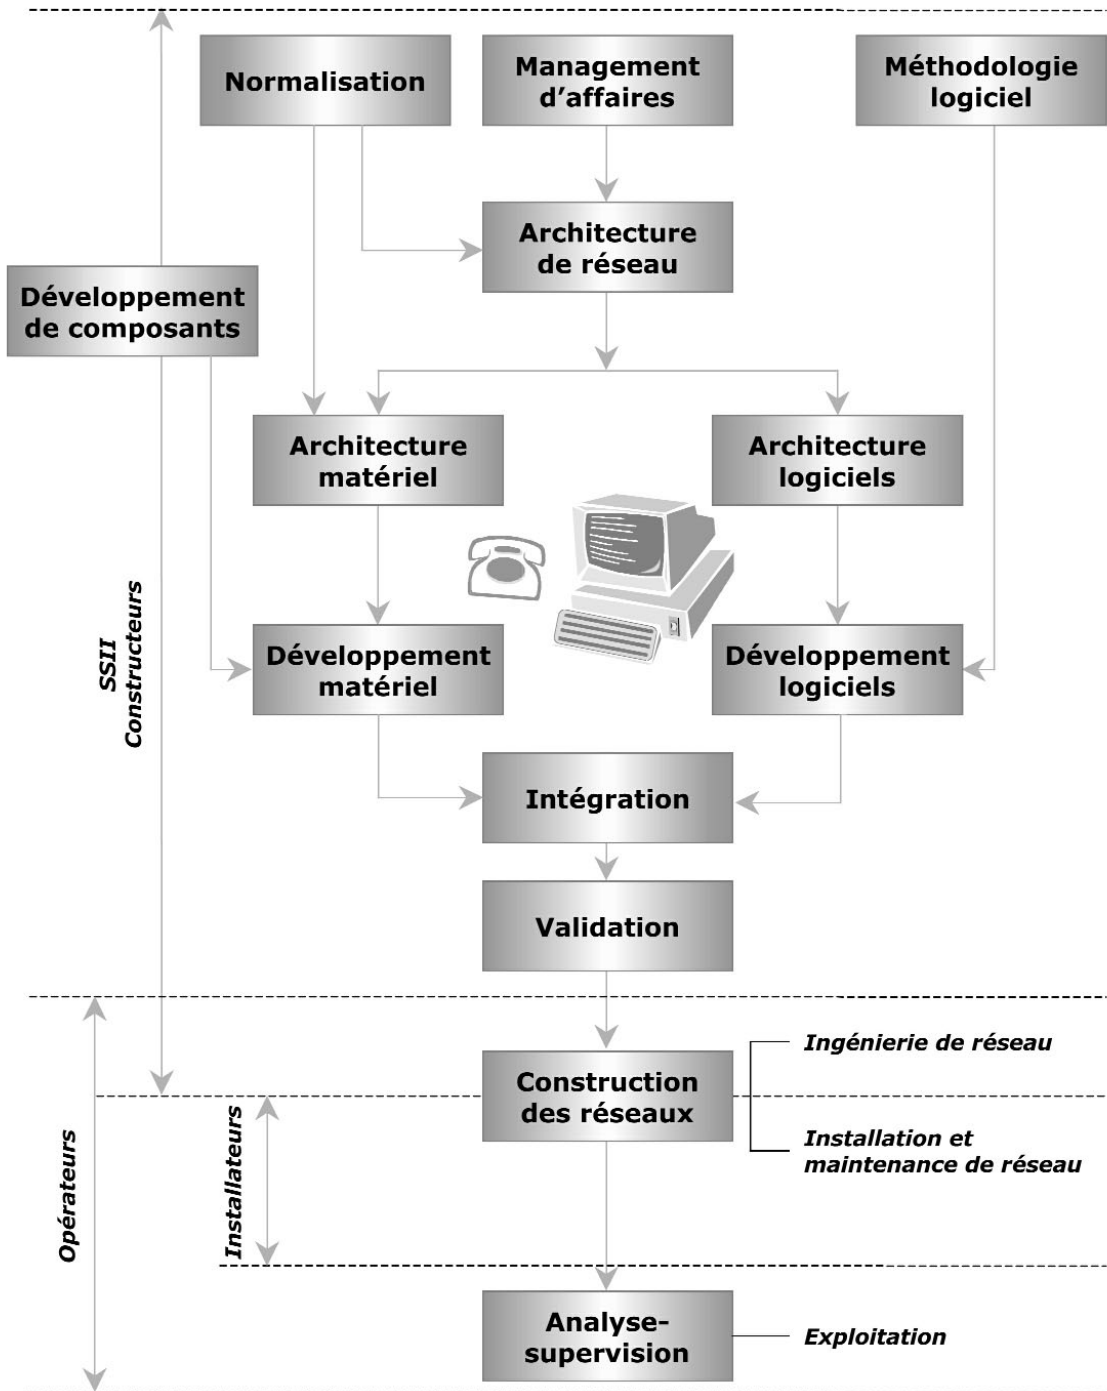 Normalisation
Management
d’affaires
Méthodologie
logiciel
Architecture
de réseau
Développement
de composants
Architecture
matériel
Architecture
logiciels
SSII
Constructeurs
Développement
matériel
Développement
logiciels
Intégration
Validation
Opérateurs
Installateurs
Construction
des réseaux
Ingénierie de réseau
Installation et
maintenance de réseau
Analyse-
supervision
Exploitation